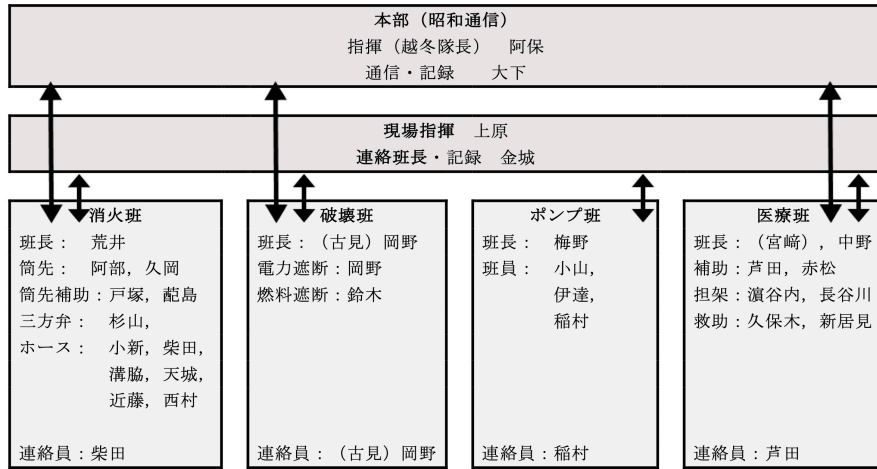 本部（昭和通信）
指揮（越冬隊長）　阿保
通信・記録　　大下
現場指揮　上原
連絡班長・記録　金城
消火班
班長：　荒井
筒先：　阿部, 久岡
筒先補助：戸塚, 蓜島
三方弁：　杉山,
ホース：　小新, 柴田,
溝脇, 天城,
近藤, 西村
連絡員：柴田
破壊班
班長：（古見）岡野
電力遮断：岡野
燃料遮断：鈴木
連絡員：（古見）岡野
ポンプ班
班長：　梅野
班員：　小山,
伊達,
稲村
連絡員：稲村
医療班
班長：（宮﨑）, 中野
補助：芦田, 赤松
担架：濵谷内, 長谷川
救助：久保木, 新居見
連絡員：芦田